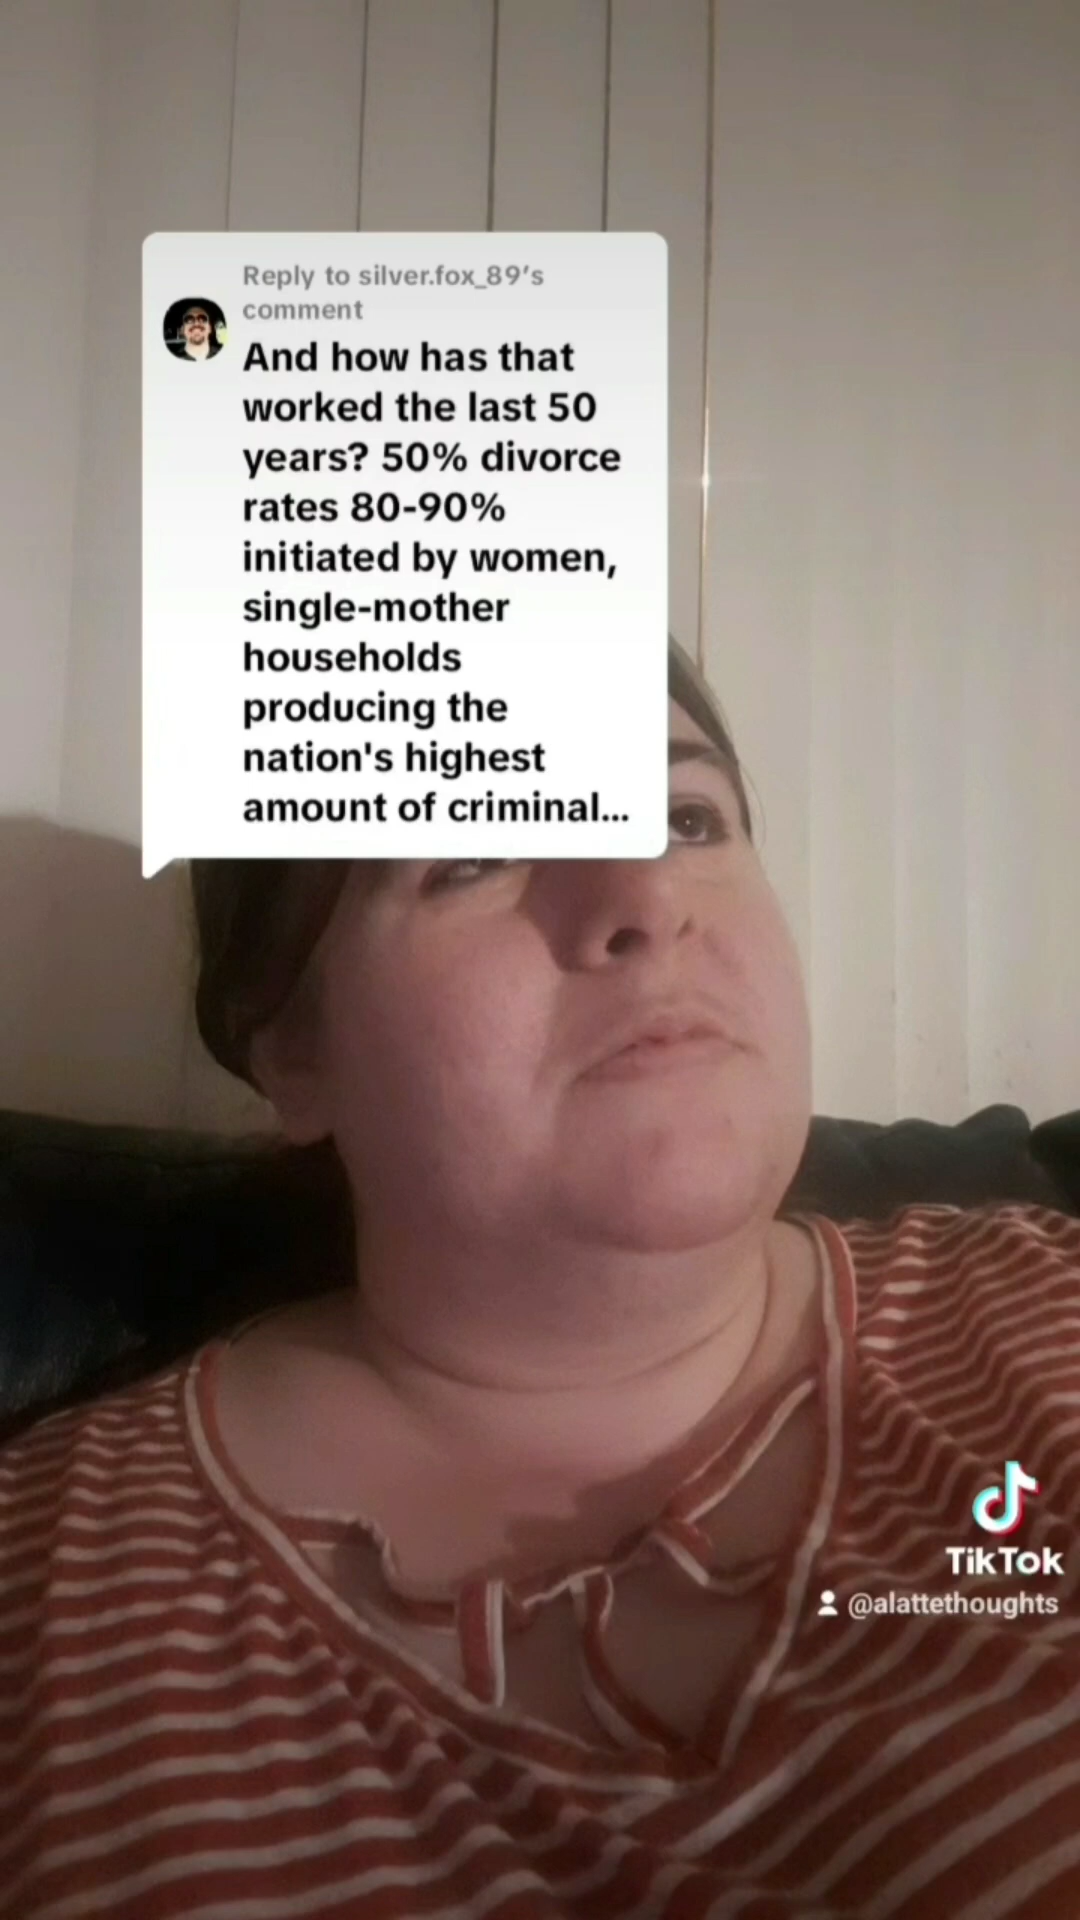 Reply to silver.fox_89's
comment
And how has that
worked the last 50
years? 50% divorce
rates 80-90%
initiated by women,
single-mother
households
producing the
nation's highest
amount of criminal...
TikTok
@alattethoughts